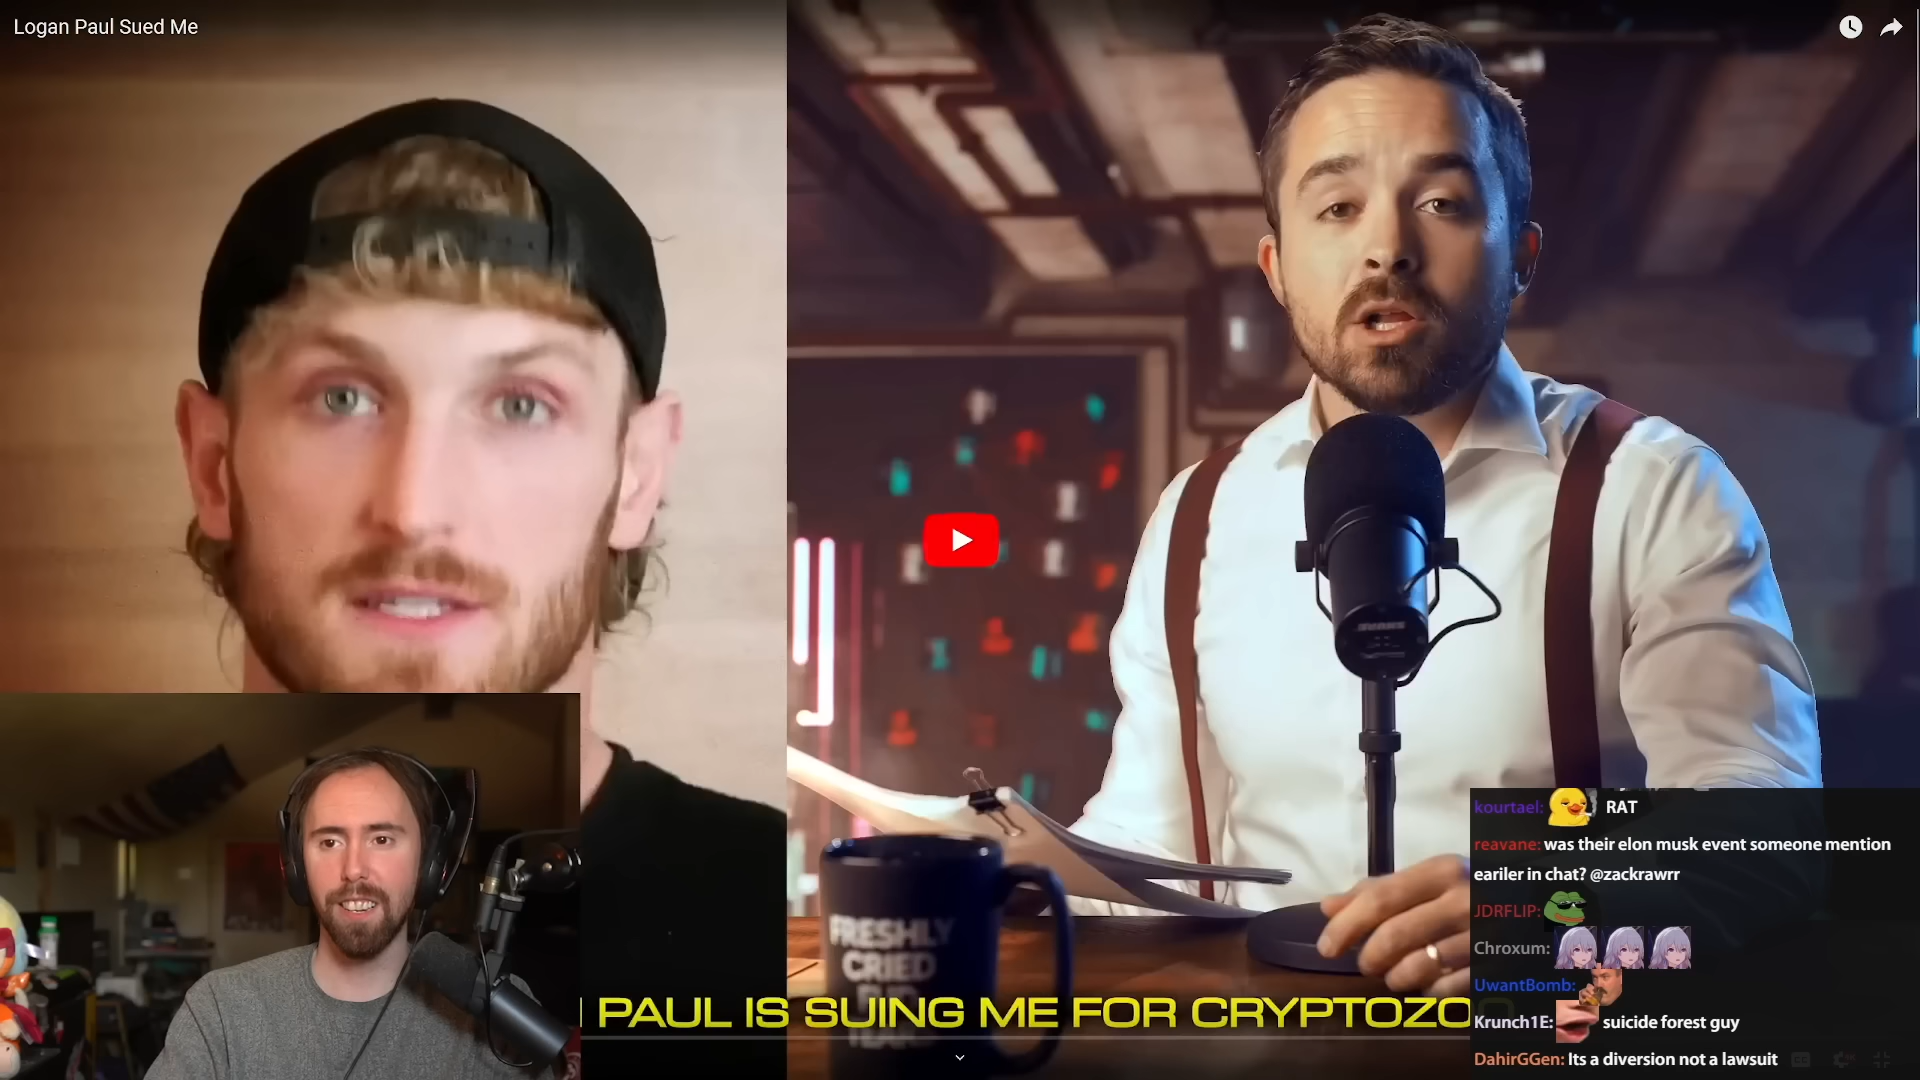 Logan Paul Sued Me
SHURE
FRESHLY
CRIED
PAUL IS SUING ME FOR CRYPTOZO
TEARS
kourtael: RAT
reavane: was their elon musk event someone mention
eariler in chat? @zackrawrr
JDRFLIP:
Chroxum:
UwantBomb:
Krunch1E: suicide forest guy
DahirGGen: Its a diversion not a lawsuit